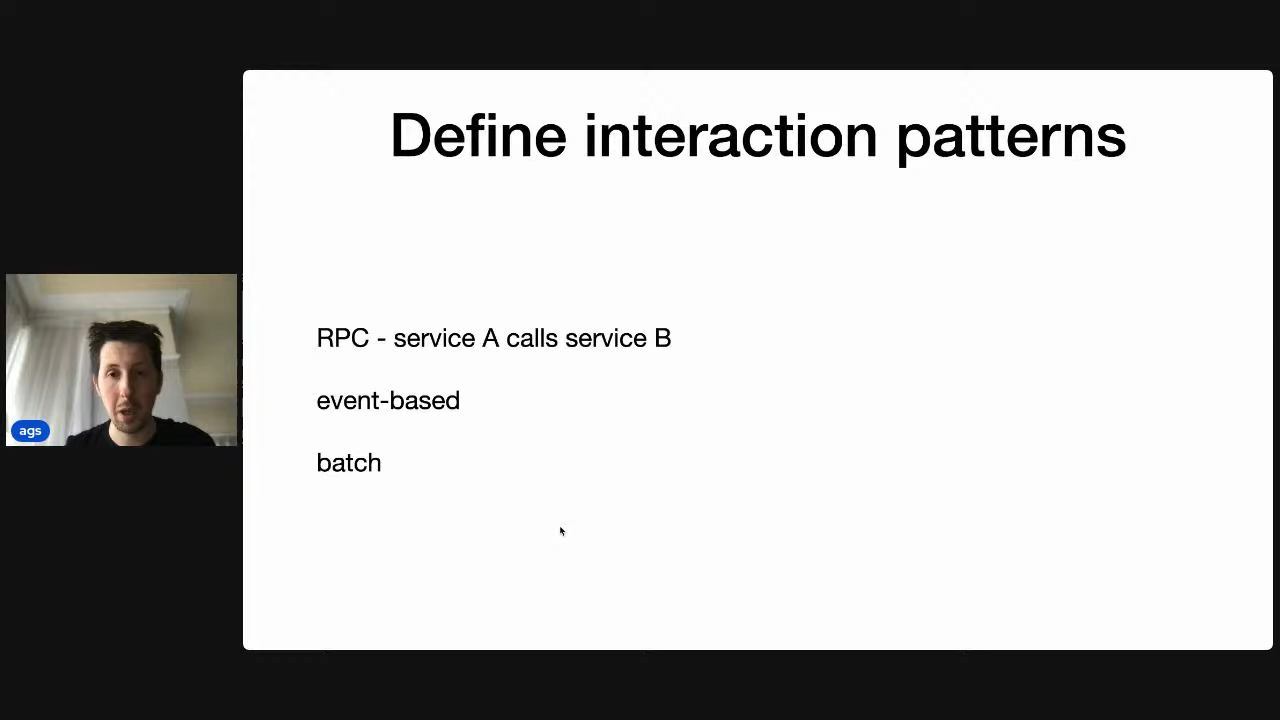 Define interaction patterns
RPC - service A calls service B
event-based
batch
ags